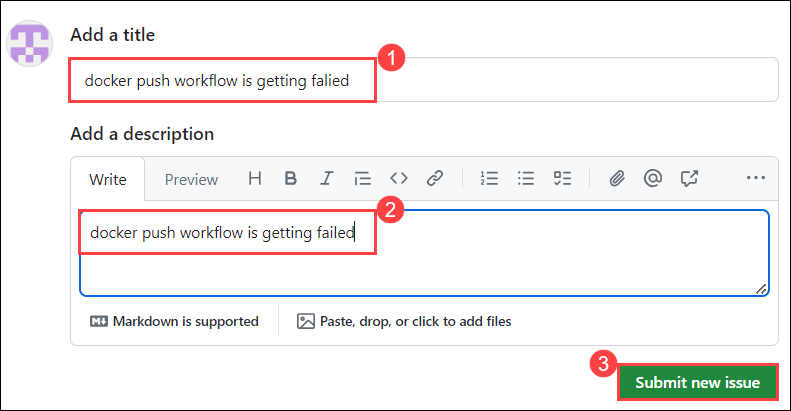 Add a title
1
docker push workflow is getting falied
Add a description
Write Preview H B I
2
docker push workflow is getting failed
Markdown is supported Paste, drop, or click to add files
3
Submit new issue